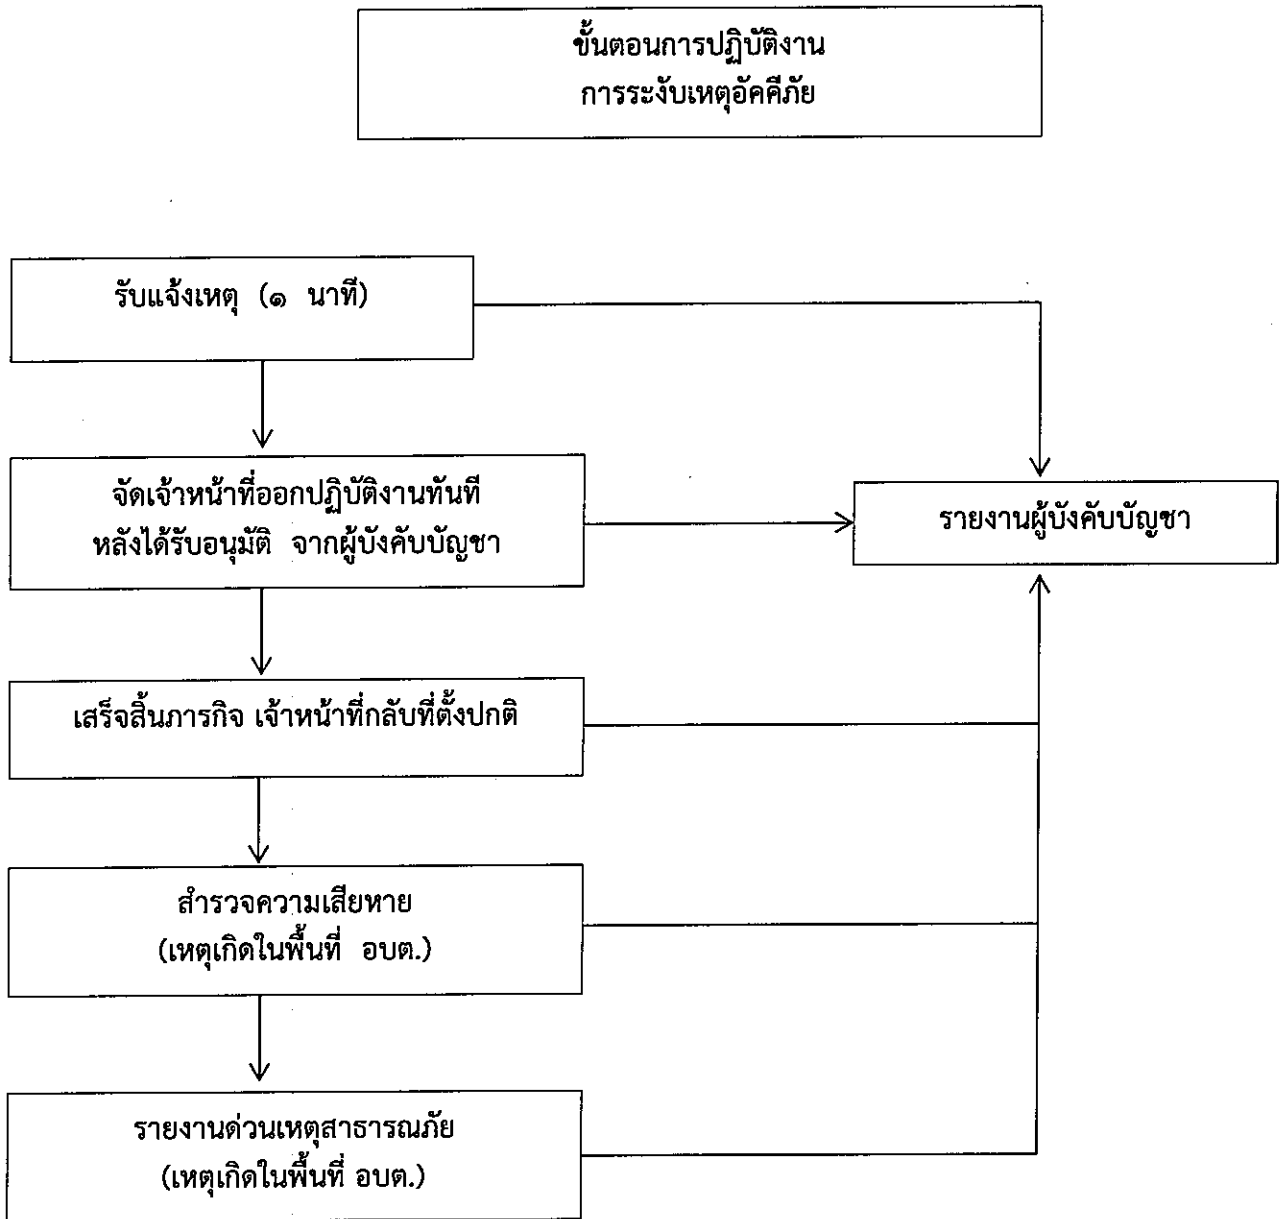 ขั้นตอนการปฏิบัติงาน
การระงับเหตุอัคคีภัย
รับแจ้งเหตุ (๑ นาที)
จัดเจ้าหน้าที่ออกปฏิบัติงานทันที
หลังได้รับอนุมัติ จากผู้บังคับบัญชา
รายงานผู้บังคับบัญชา
เสร็จสิ้นภารกิจ เจ้าหน้าที่กลับที่ตั้งปกติ
สำรวจความเสียหาย
(เหตุเกิดในพื้นที่ อบต.)
รายงานด่วนเหตุสาธารณภัย
(เหตุเกิดในพื้นที่ อบต.)